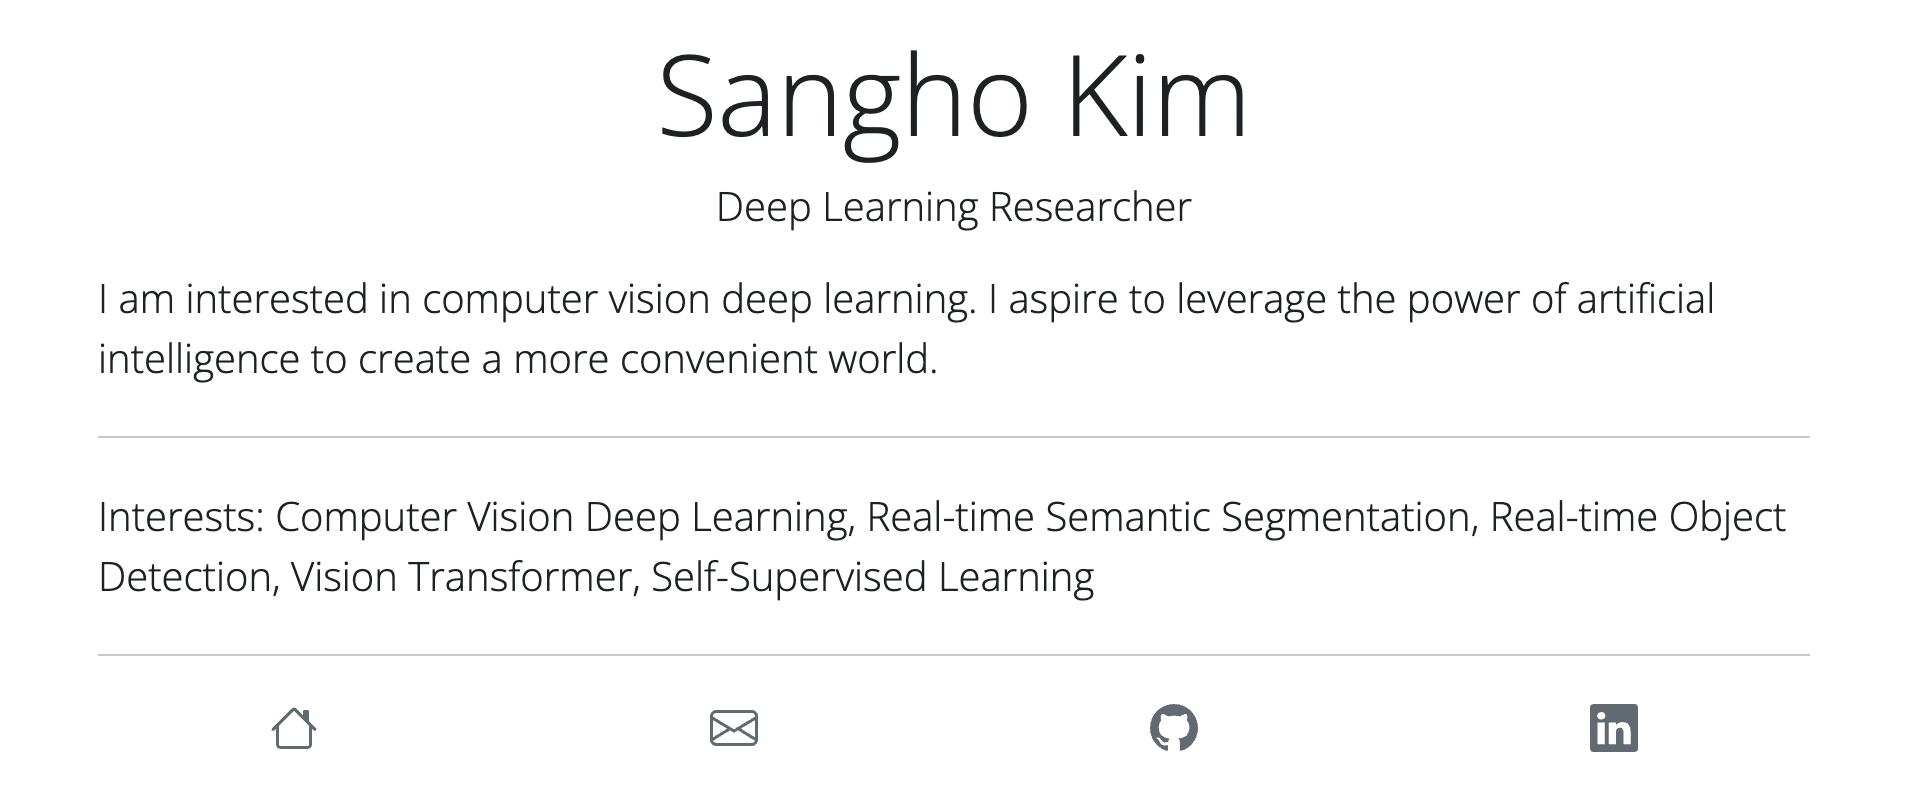 Sangho Kim
Deep Learning Researcher
I am interested in computer vision deep learning. I aspire to leverage the power of artificial
intelligence to create a more convenient world.
Interests: Computer Vision Deep Learning, Real-time Semantic Segmentation, Real-time Object
Detection, Vision Transformer, Self-Supervised Learning
in